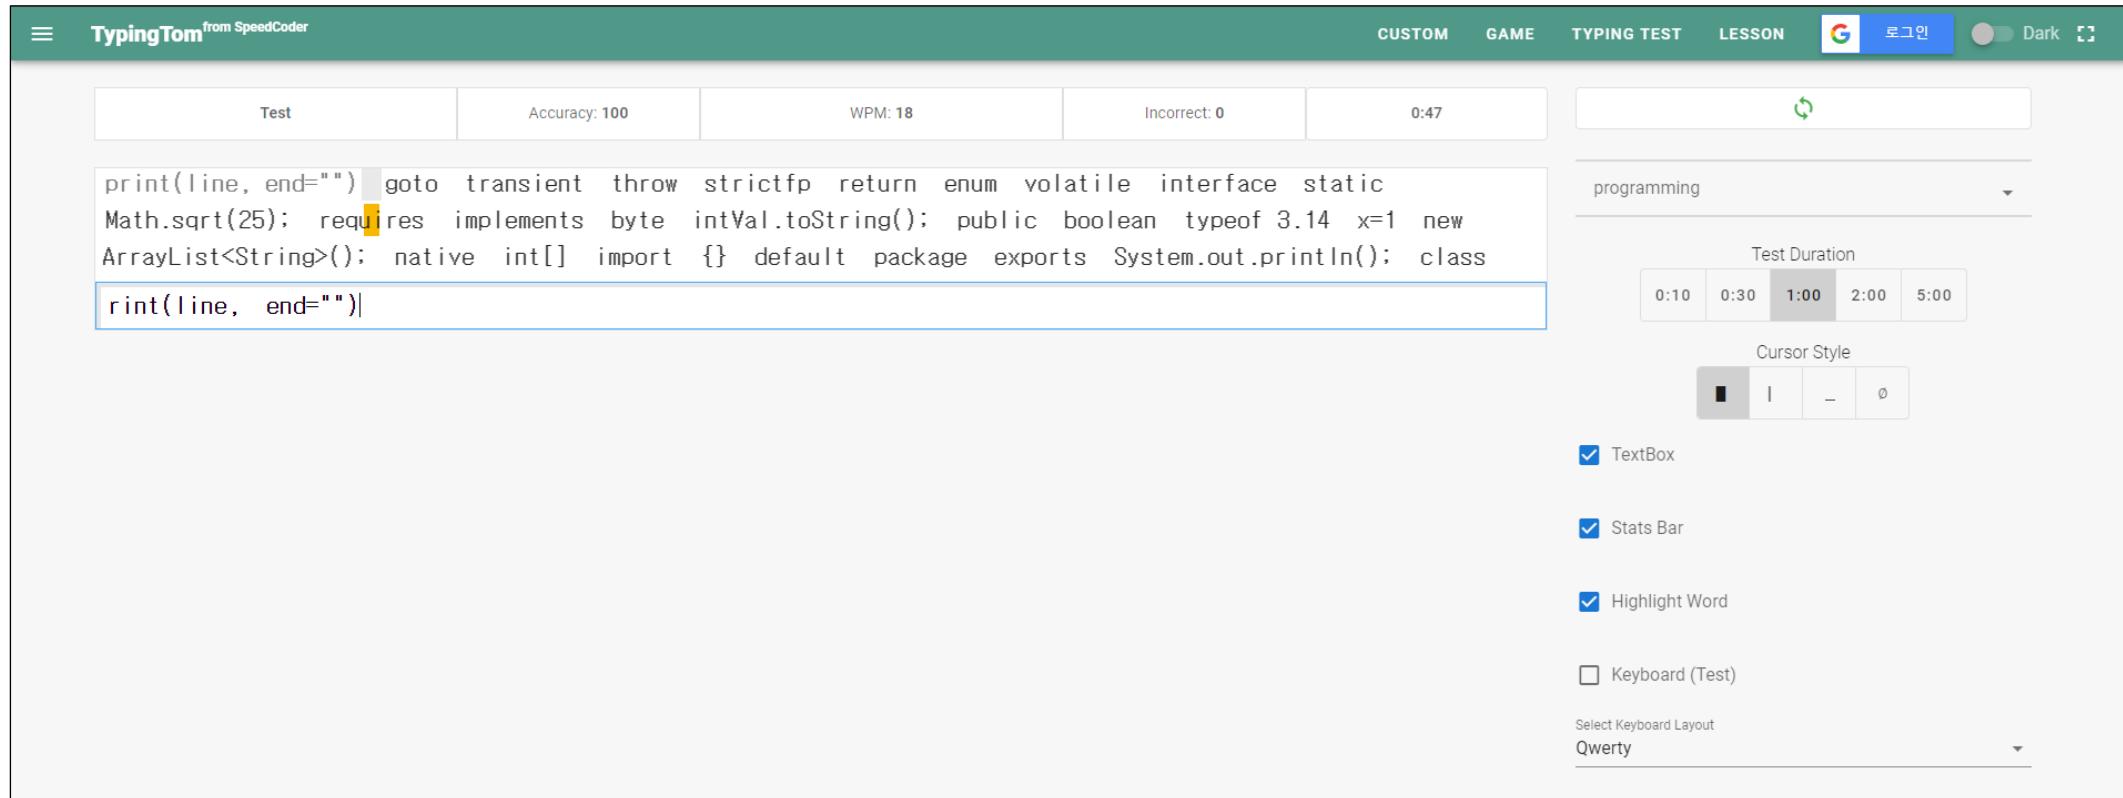 TypingTom from SpeedCoder CUSTOM GAME TYPING TEST LESSON G 로그인 Dark
Test Accuracy: 100 WPM: 18 Incorrect: 0 0:47
print(line, end="") goto transient throw strictfp return enum volatile interface static
Math.sqrt(25); requires implements byte intVal.toString(); public boolean typeof 3.14 x=1 new
ArrayList<String>(); native int[] import {} default package exports System.out.println(); class
rint(line, end="")
programming
Test Duration
0:10 0:30 1:00 2:00 5:00
Cursor Style
█ | _ Ø
TextBox
Stats Bar
Highlight Word
Keyboard (Test)
Select Keyboard Layout
Qwerty